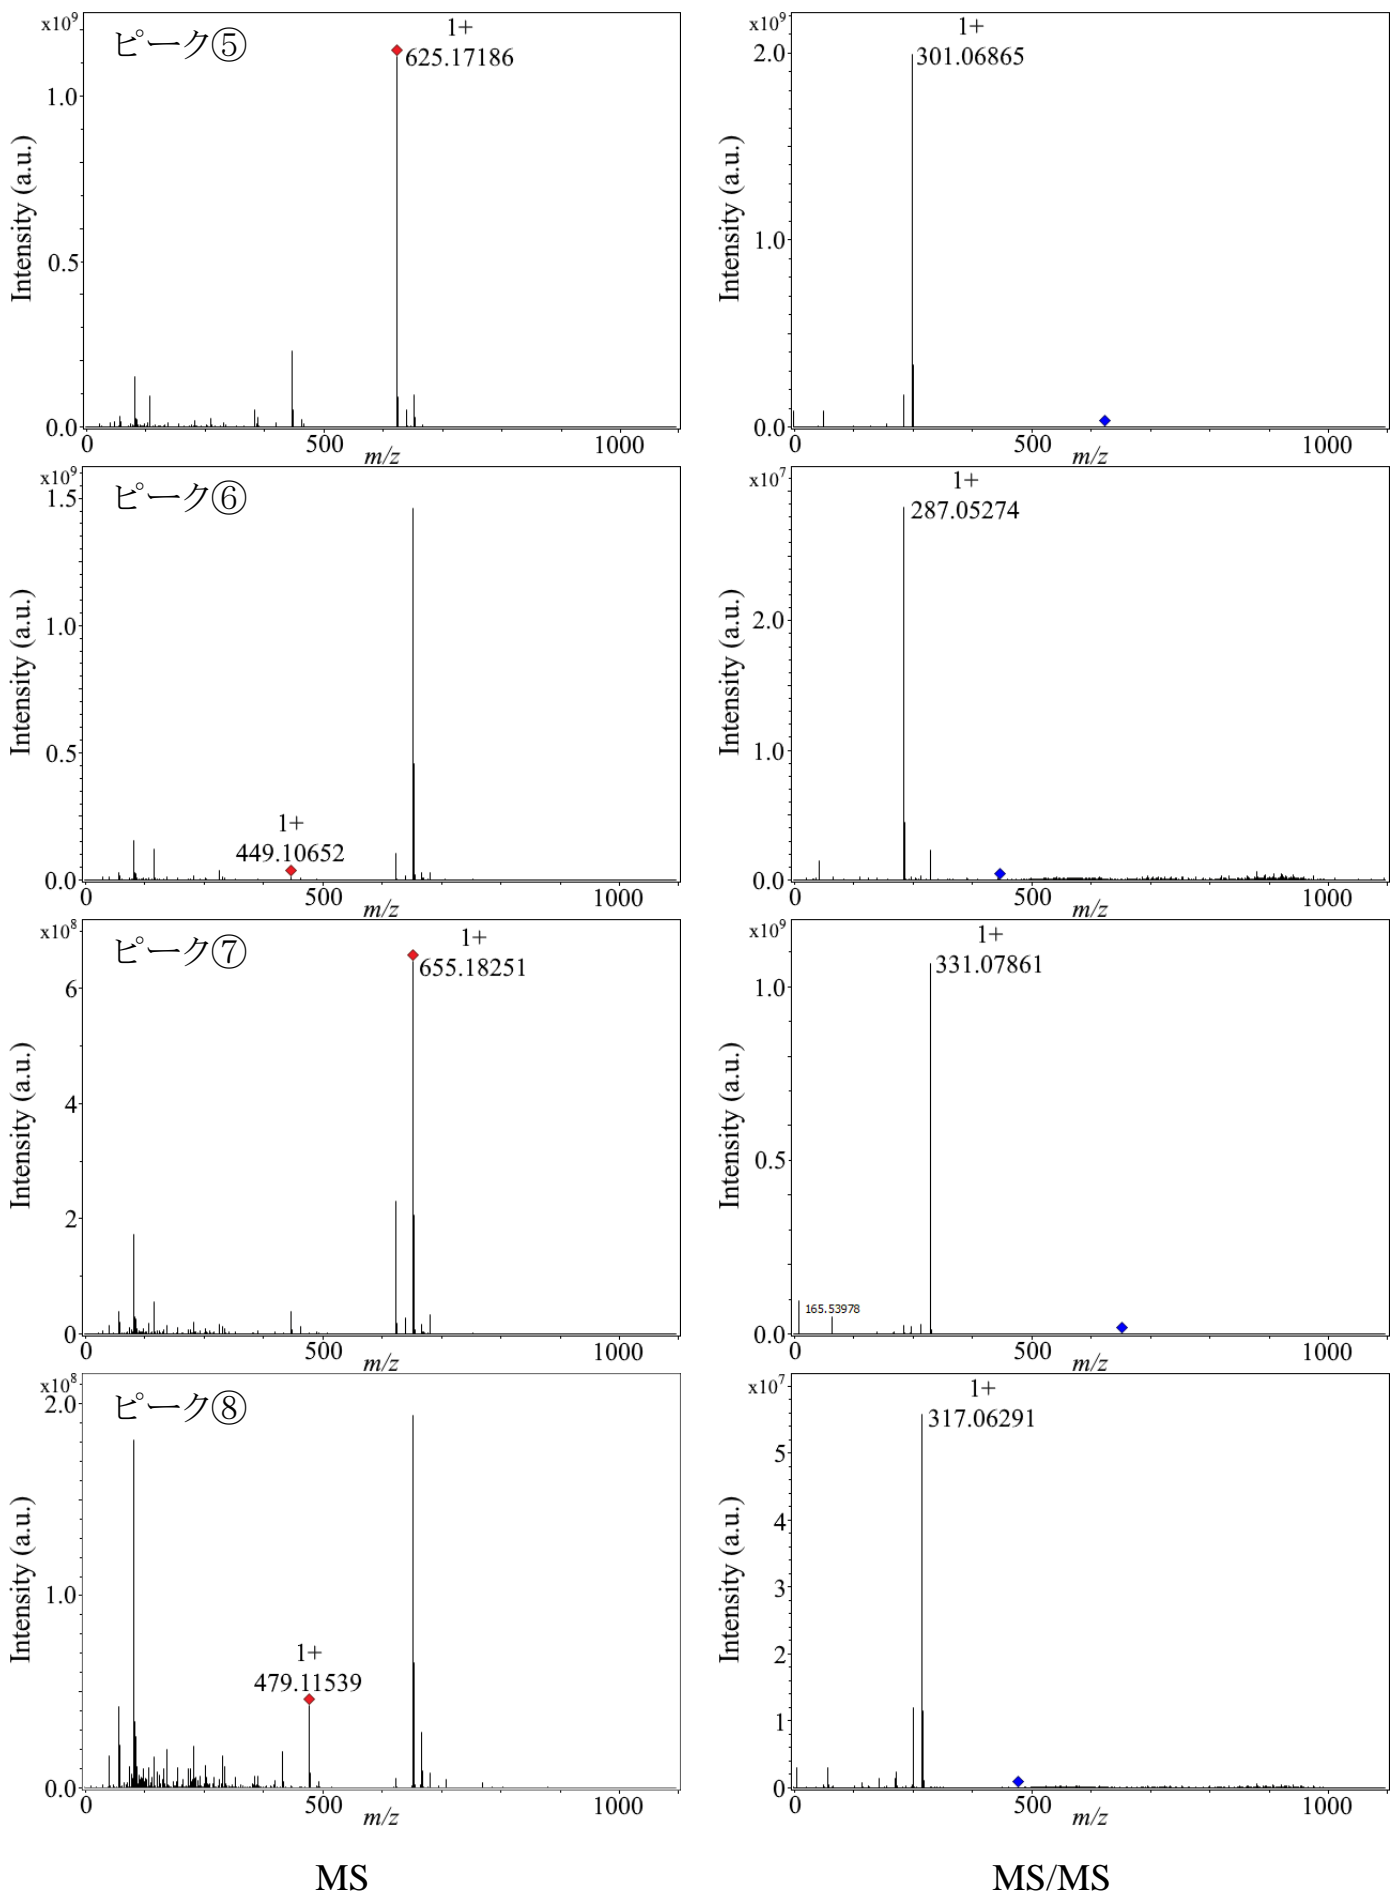 x10⁹
ピーク⑤
1+
625.17186
1.0
0.5
0.0
0
500
1000
Intensity (a.u.)
m/z
x10⁹
1+
301.06865
2.0
1.0
0.0
0
500
1000
Intensity (a.u.)
m/z
x10⁹
ピーク⑥
1.5
1.0
0.5
0.0
1+
449.10652
0
500
1000
Intensity (a.u.)
m/z
x10⁷
1+
287.05274
2.0
1.0
0.0
0
500
1000
Intensity (a.u.)
m/z
x10⁸
ピーク⑦
1+
655.18251
6
4
2
0
0
500
1000
Intensity (a.u.)
m/z
x10⁹
1+
331.07861
1.0
0.5
0.0
165.53978
0
500
1000
Intensity (a.u.)
m/z
x10⁸
ピーク⑧
2.0
1.0
0.0
1+
479.11539
0
500
1000
Intensity (a.u.)
m/z
x10⁷
1+
317.06291
5
4
3
2
1
0
0
500
1000
Intensity (a.u.)
m/z
MS
MS/MS